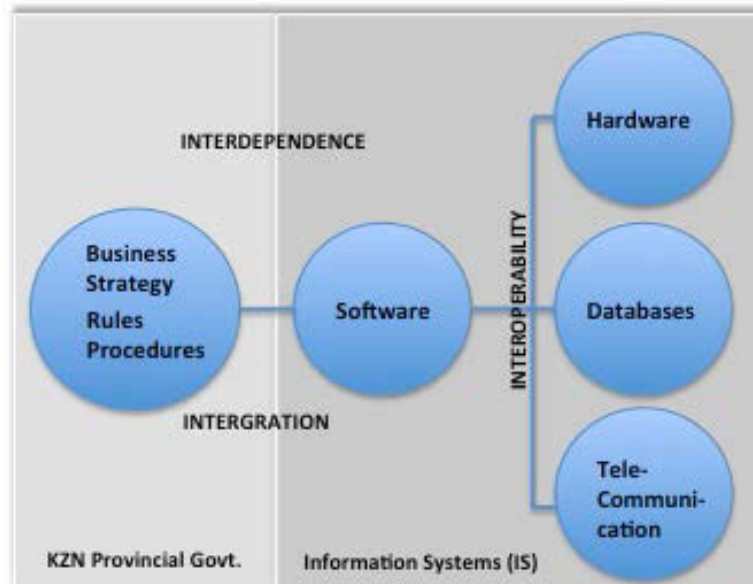 INTERDEPENDENCE
Business
Strategy
Rules
Procedures
Software
INTEROPERABILITY
Hardware
Databases
Tele-
Communi-
cation
INTERGRATION
KZN Provincial Govt.
Information Systems (IS)